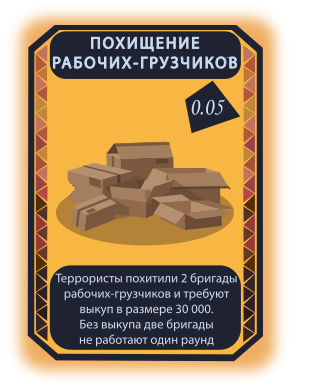 ПОХИЩЕНИЕ
РАБОЧИХ-ГРУЗЧИКОВ
0.05
Террористы похитили 2 бригады
рабочих-грузчиков и требуют
выкуп в размере 30 000.
Без выкупа две бригады
не работают один раунд